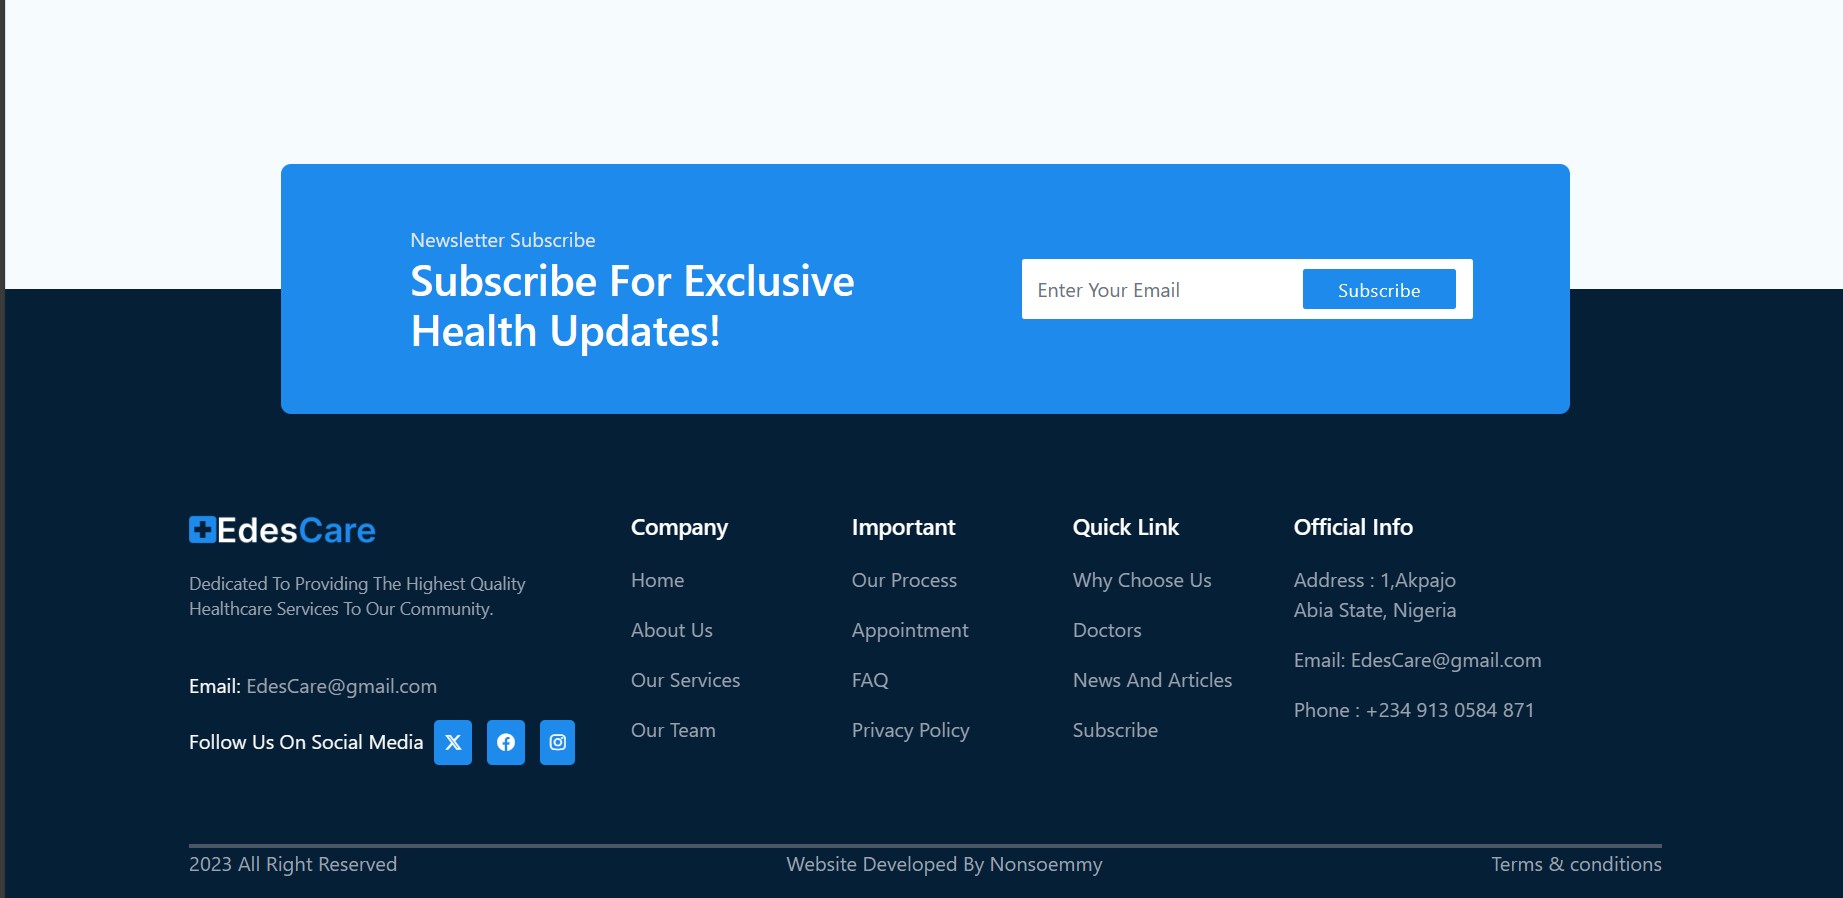 Newsletter Subscribe
Subscribe For Exclusive
Health Updates!
Enter Your Email
Subscribe
EdesCare
Dedicated To Providing The Highest Quality
Healthcare Services To Our Community.
Email: EdesCare@gmail.com
Follow Us On Social Media
Company
Home
About Us
Our Services
Our Team
Important
Our Process
Appointment
FAQ
Privacy Policy
Quick Link
Why Choose Us
Doctors
News And Articles
Subscribe
Official Info
Address : 1,Akpajo
Abia State, Nigeria
Email: EdesCare@gmail.com
Phone : +234 913 0584 871
2023 All Right Reserved
Website Developed By Nonsoemmy
Terms & conditions